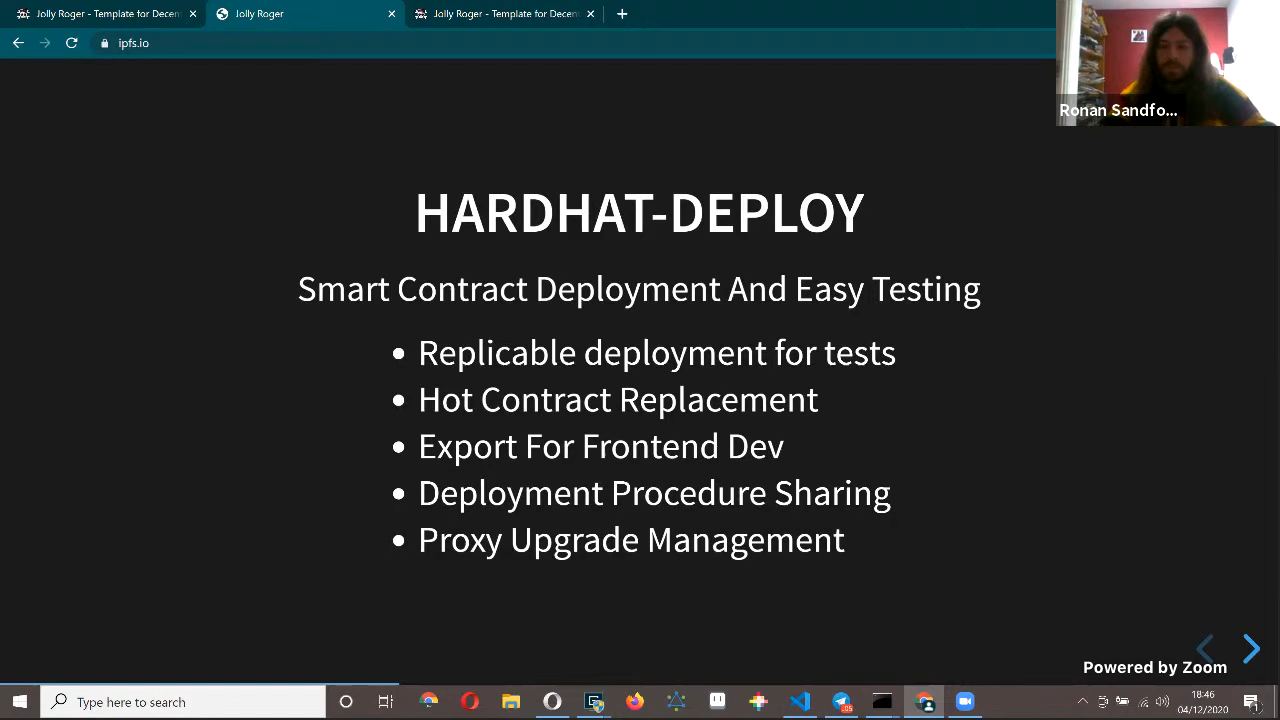 Jolly Roger - Template for Decen
Jolly Roger
Jolly Roger - Template for Decent
ipfs.io
Ronan Sandfo...
HARDHAT-DEPLOY
Smart Contract Deployment And Easy Testing
• Replicable deployment for tests
• Hot Contract Replacement
• Export For Frontend Dev
• Deployment Procedure Sharing
• Proxy Upgrade Management
Powered by Zoom
Type here to search
18:46
04/12/2020